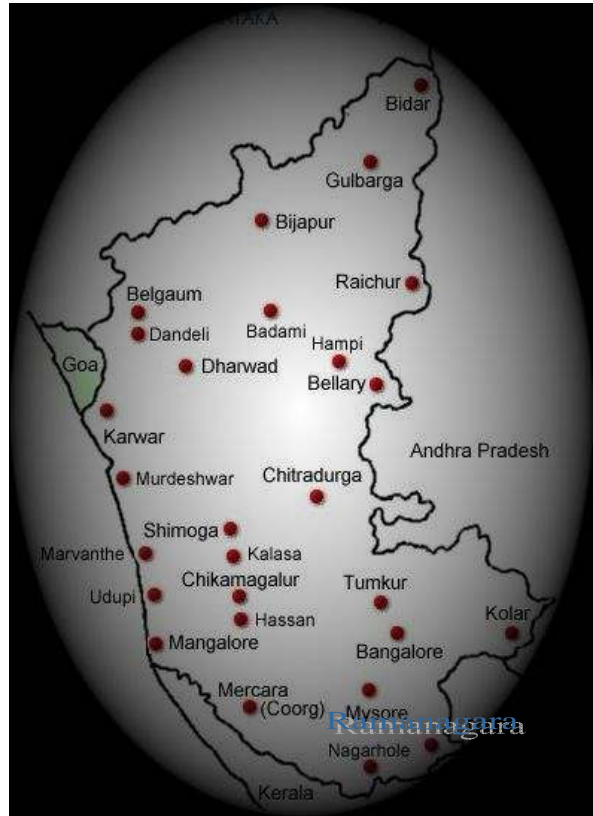 Bidar
Gulbarga
Bijapur
Raichur
Belgaum
Badami
Dandeli
Hampi
Goa
Dharwad
Bellary
Karwar
Andhra Pradesh
Chitradurga
Murdeshwar
Shimoga
Marvanthe
Kalasa
Chikamagalur
Tumkur
Udupi
Kolar
Hassan
Mangalore
Bangalore
Mercara
(Coorg)
Mysore
Ramanagara
Ramanagara
Nagarhole
Kerala